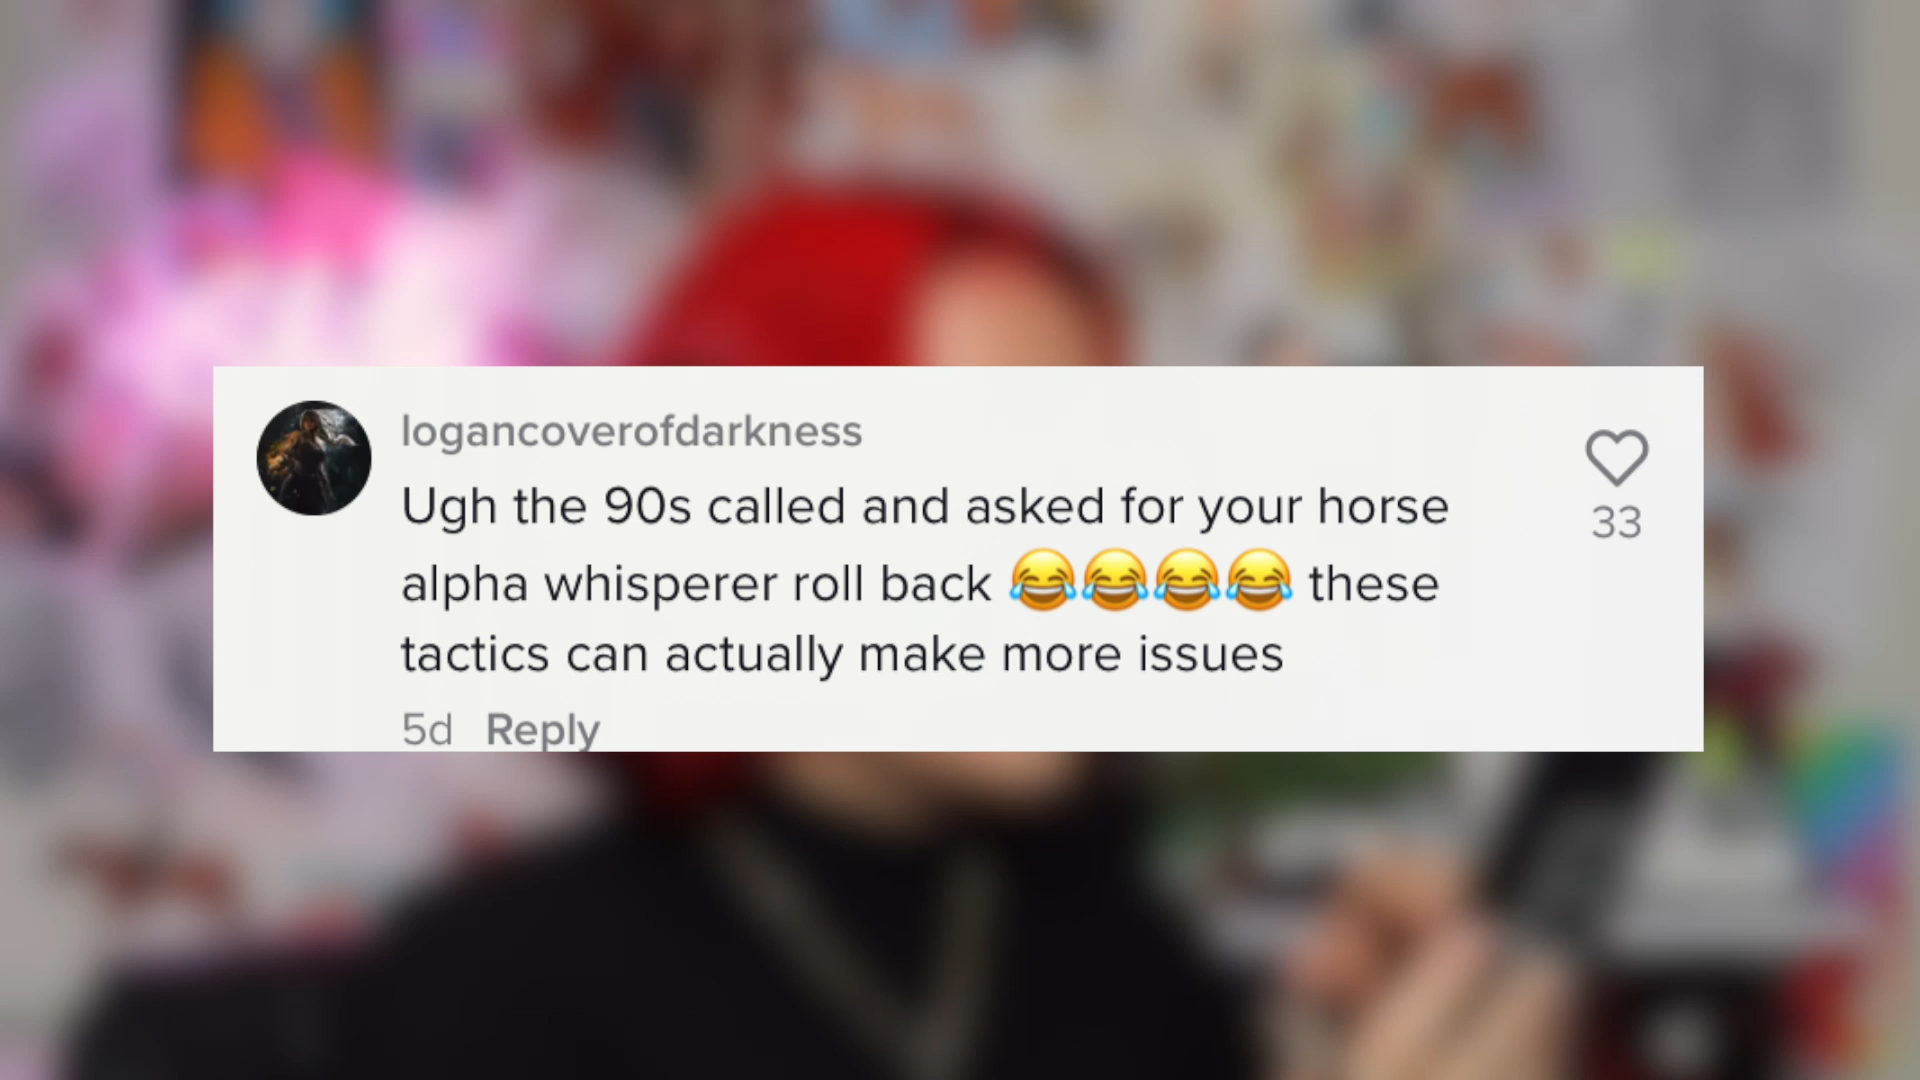 logancoverofdarkness
Ugh the 90s called and asked for your horse
alpha whisperer roll back 😂😂😂😂 these
tactics can actually make more issues
33
5d Reply